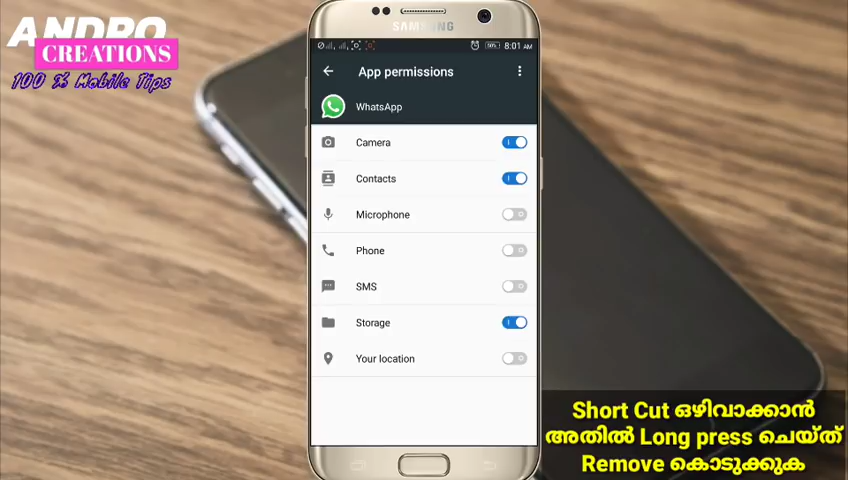 ANDRO
CREATIONS
100 % Mobile Tips
SAMSUNG
50% 8:01 AM
App permissions
WhatsApp
Camera
Contacts
Microphone
Phone
SMS
Storage
Your location
Short Cut ഒഴിവാക്കാൻ
അതിൽ Long press ചെയ്ത്
Remove കൊടുക്കുക